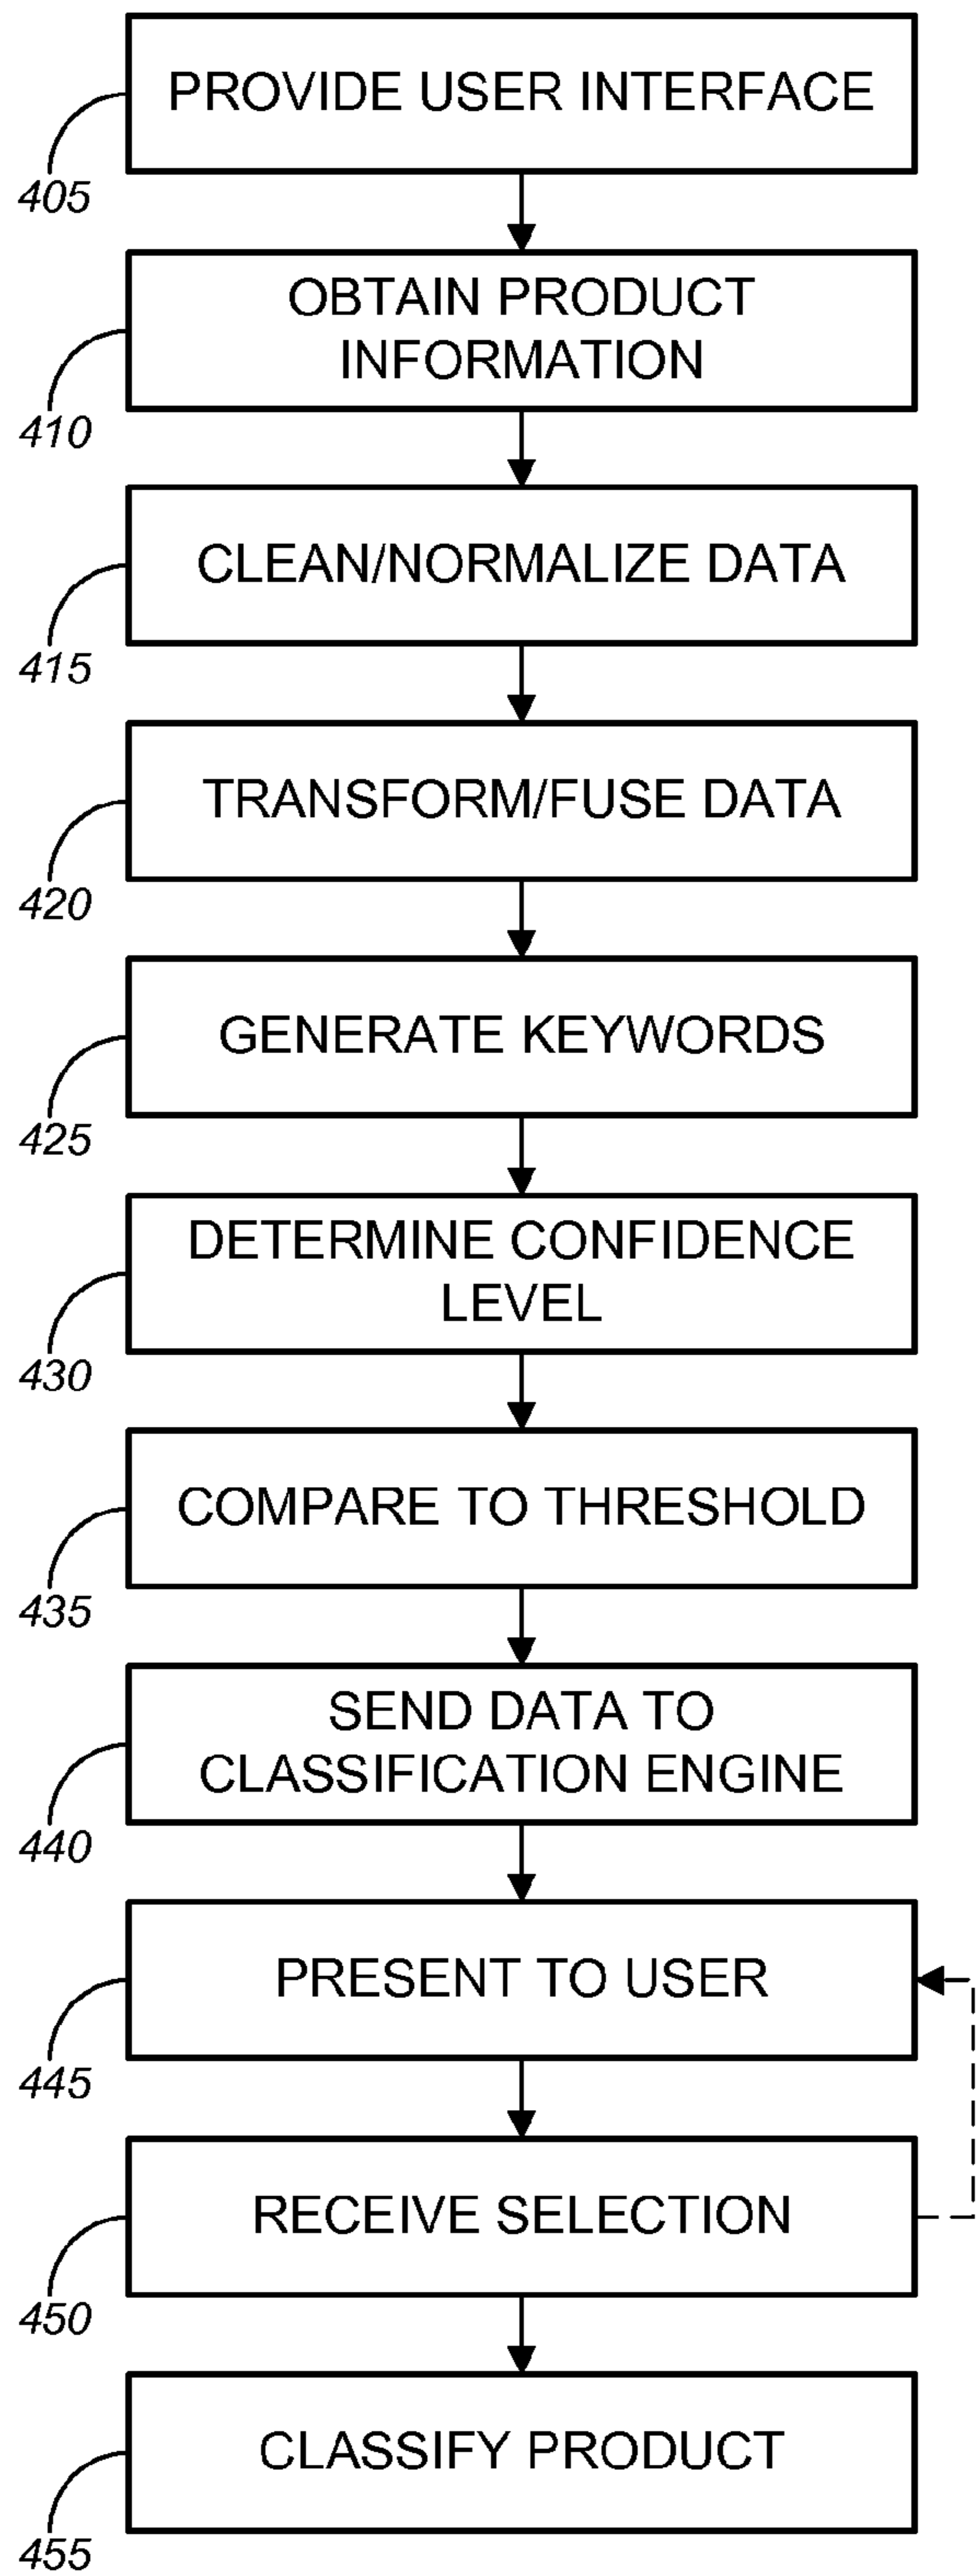 PROVIDE USER INTERFACE
405
OBTAIN PRODUCT
INFORMATION
410
CLEAN/NORMALIZE DATA
415
TRANSFORM/FUSE DATA
420
GENERATE KEYWORDS
425
DETERMINE CONFIDENCE
LEVEL
430
COMPARE TO THRESHOLD
435
SEND DATA TO
CLASSIFICATION ENGINE
440
PRESENT TO USER
445
RECEIVE SELECTION
450
CLASSIFY PRODUCT
455